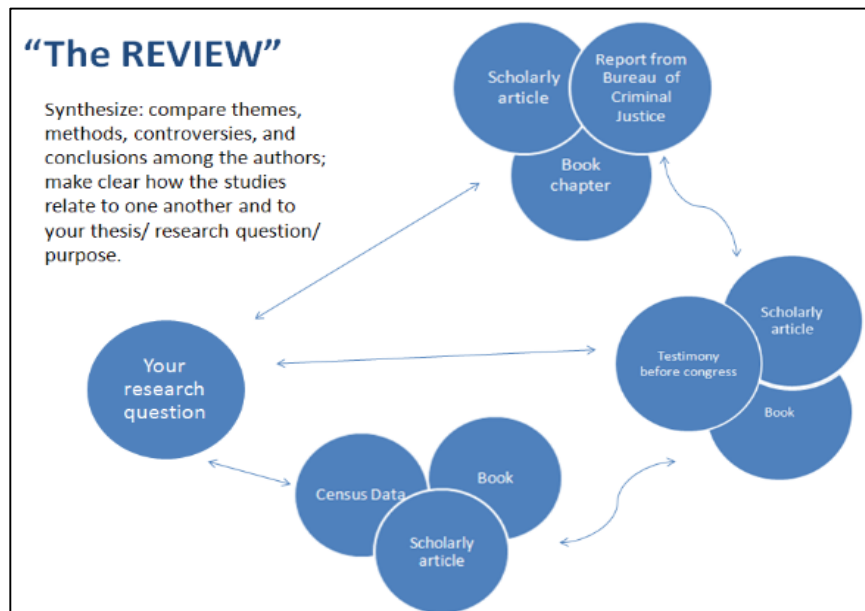 “The REVIEW”
Synthesize: compare themes,
methods, controversies, and
conclusions among the authors;
make clear how the studies
relate to one another and to
your thesis/ research question/
purpose.
Scholarly
article
Report from
Bureau of
Criminal
Justice
Book
chapter
Your
research
question
Testimony
before congress
Scholarly
article
Book
Census Data
Book
Scholarly
article